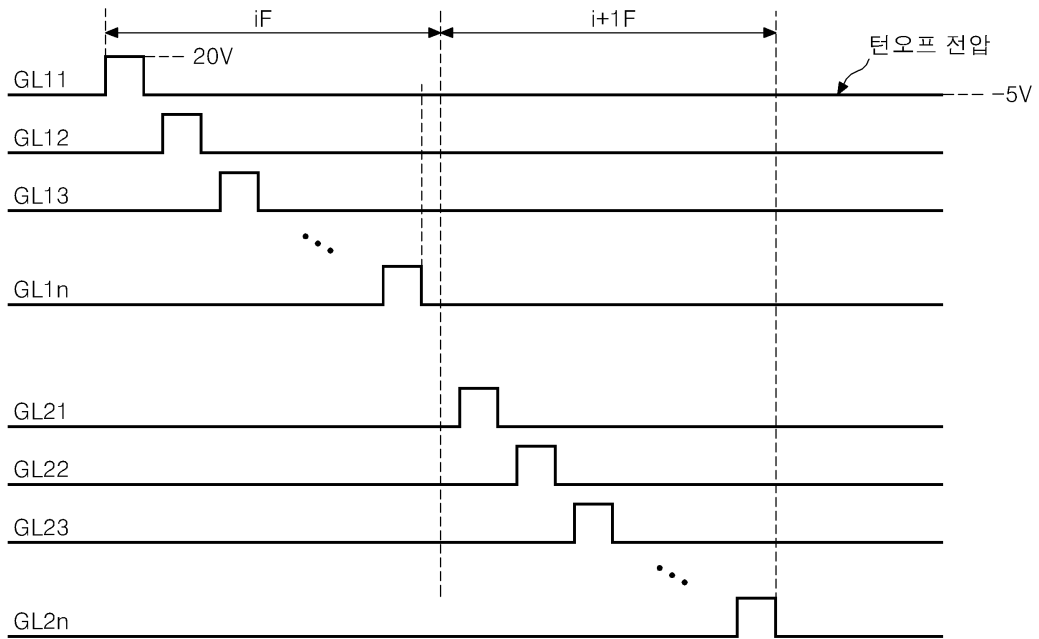 iF
i+1F
20V
턴오프 전압
GL11
-5V
GL12
GL13
GL1n
GL21
GL22
GL23
GL2n